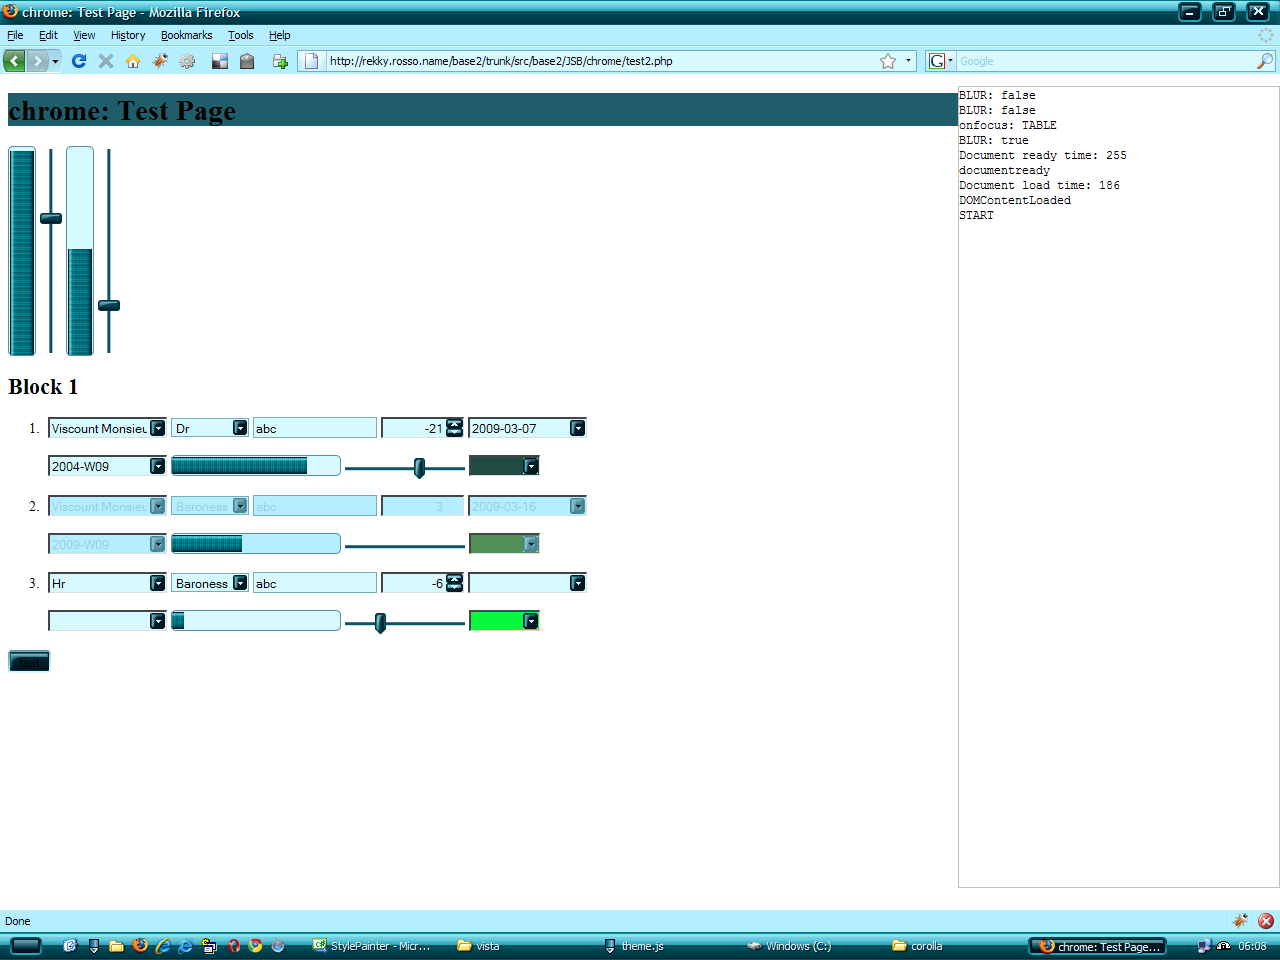 chrome: Test Page - Mozilla Firefox
File Edit View History Bookmarks Tools Help
http://rekky.rosso.name/base2/trunk/src/base2/JSB/chrome/test2.php
G Google
chrome: Test Page
BLUR: false
BLUR: false
onfocus: TABLE
BLUR: true
Document ready time: 255
documentready
Document load time: 186
DOMContentLoaded
START
Block 1
1. Viscount Monsieu Dr abc -21 2009-03-07
2004-W09
2. Viscount Monsieu Baroness abc 3 2009-03-16
2009-W09
3. Hr Baroness abc -6
test
Done
StylePainter - Micr... vista theme.js Windows (C:) corolla chrome: Test Page... 06:08